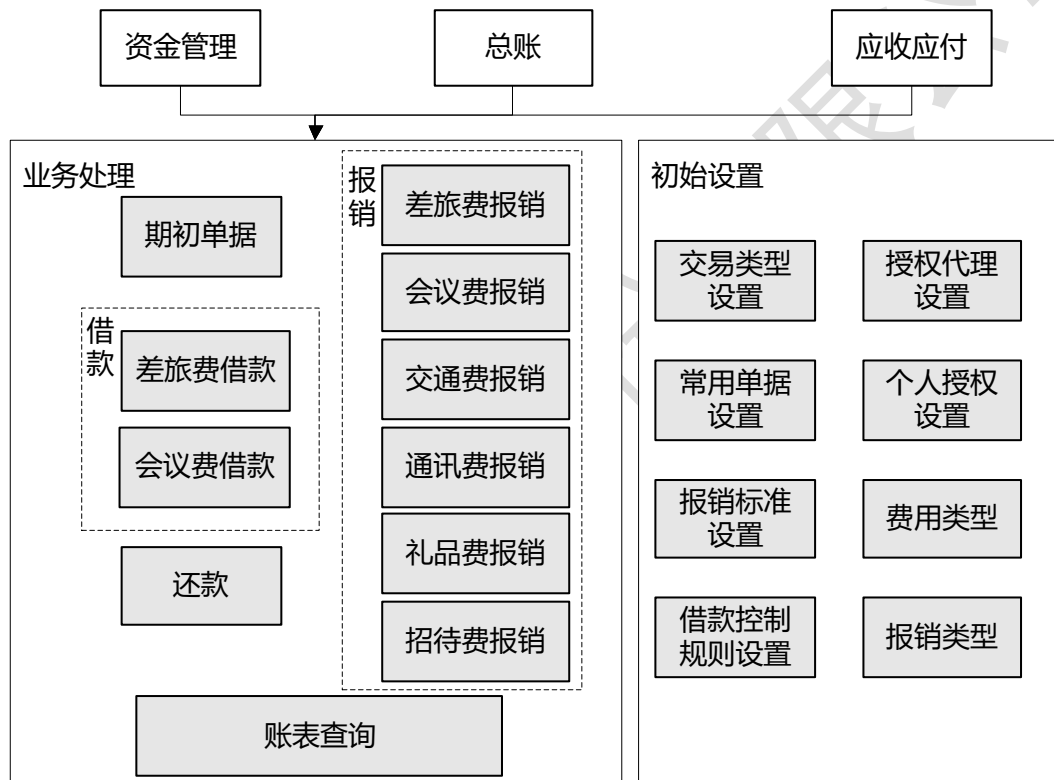 资金管理
总账
应收应付
业务处理
期初单据
借
款
差旅费借款
会议费借款
还款
报
销
差旅费报销
会议费报销
交通费报销
通讯费报销
礼品费报销
招待费报销
账表查询
初始设置
交易类型
设置
授权代理
设置
常用单据
设置
个人授权
设置
报销标准
设置
费用类型
借款控制
规则设置
报销类型
限